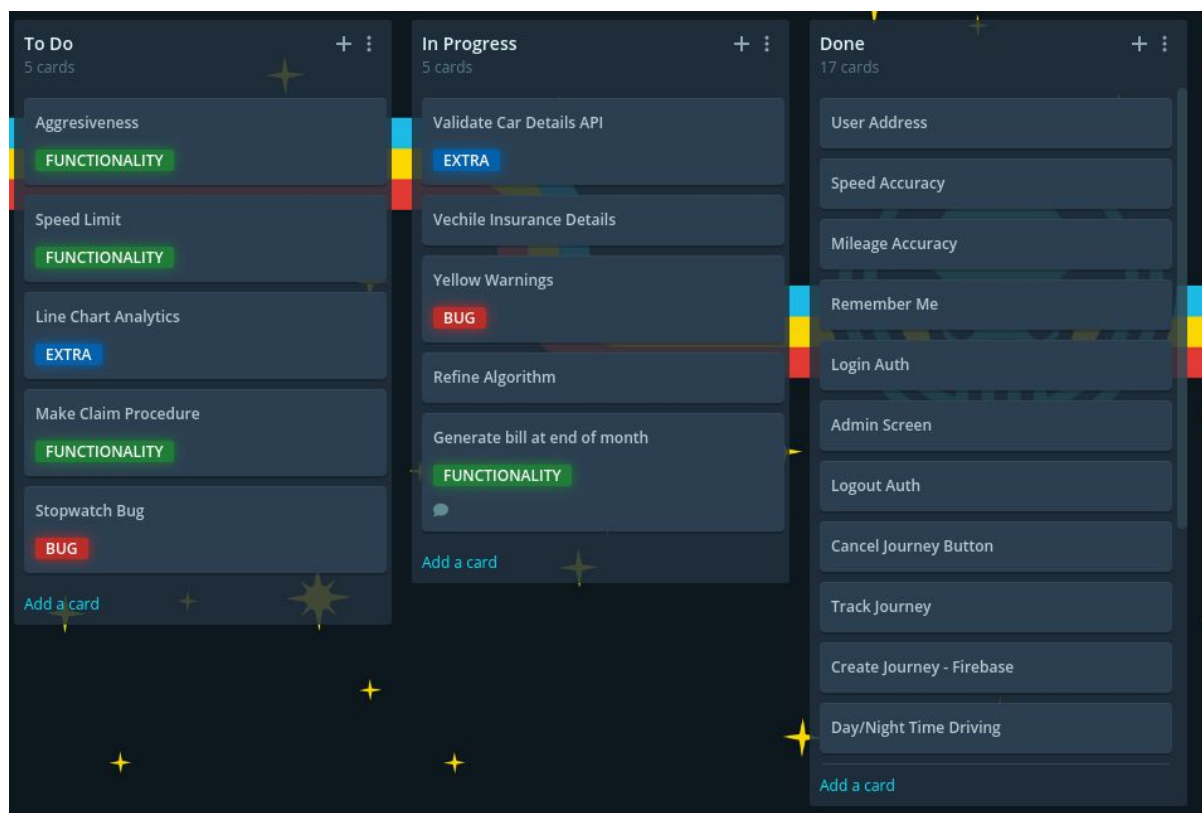 To Do
5 cards
Aggresiveness
FUNCTIONALITY
Speed Limit
FUNCTIONALITY
Line Chart Analytics
EXTRA
Make Claim Procedure
FUNCTIONALITY
Stopwatch Bug
BUG
Add a card
In Progress
5 cards
Validate Car Details API
EXTRA
Vechile Insurance Details
Yellow Warnings
BUG
Refine Algorithm
Generate bill at end of month
FUNCTIONALITY
Add a card
Done
17 cards
User Address
Speed Accuracy
Mileage Accuracy
Remember Me
Login Auth
Admin Screen
Logout Auth
Cancel Journey Button
Track Journey
Create Journey - Firebase
Day/Night Time Driving
Add a card